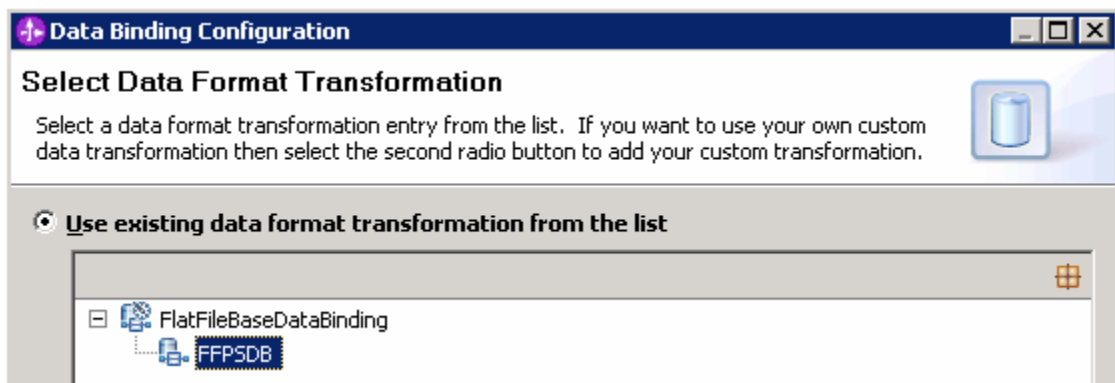 Data Binding Configuration
Select Data Format Transformation
Select a data format transformation entry from the list. If you want to use your own custom
data transformation then select the second radio button to add your custom transformation.
Use existing data format transformation from the list
FlatFileBaseDataBinding
FFPSDB